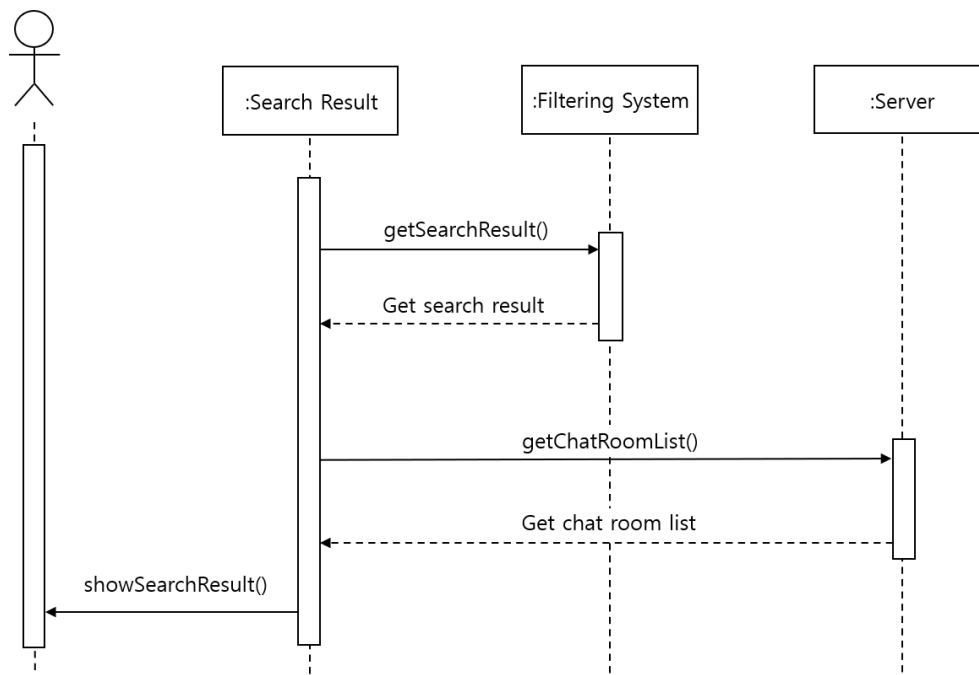 :Search Result
:Filtering System
:Server
getSearchResult()
Get search result
getChatRoomList()
Get chat room list
showSearchResult()